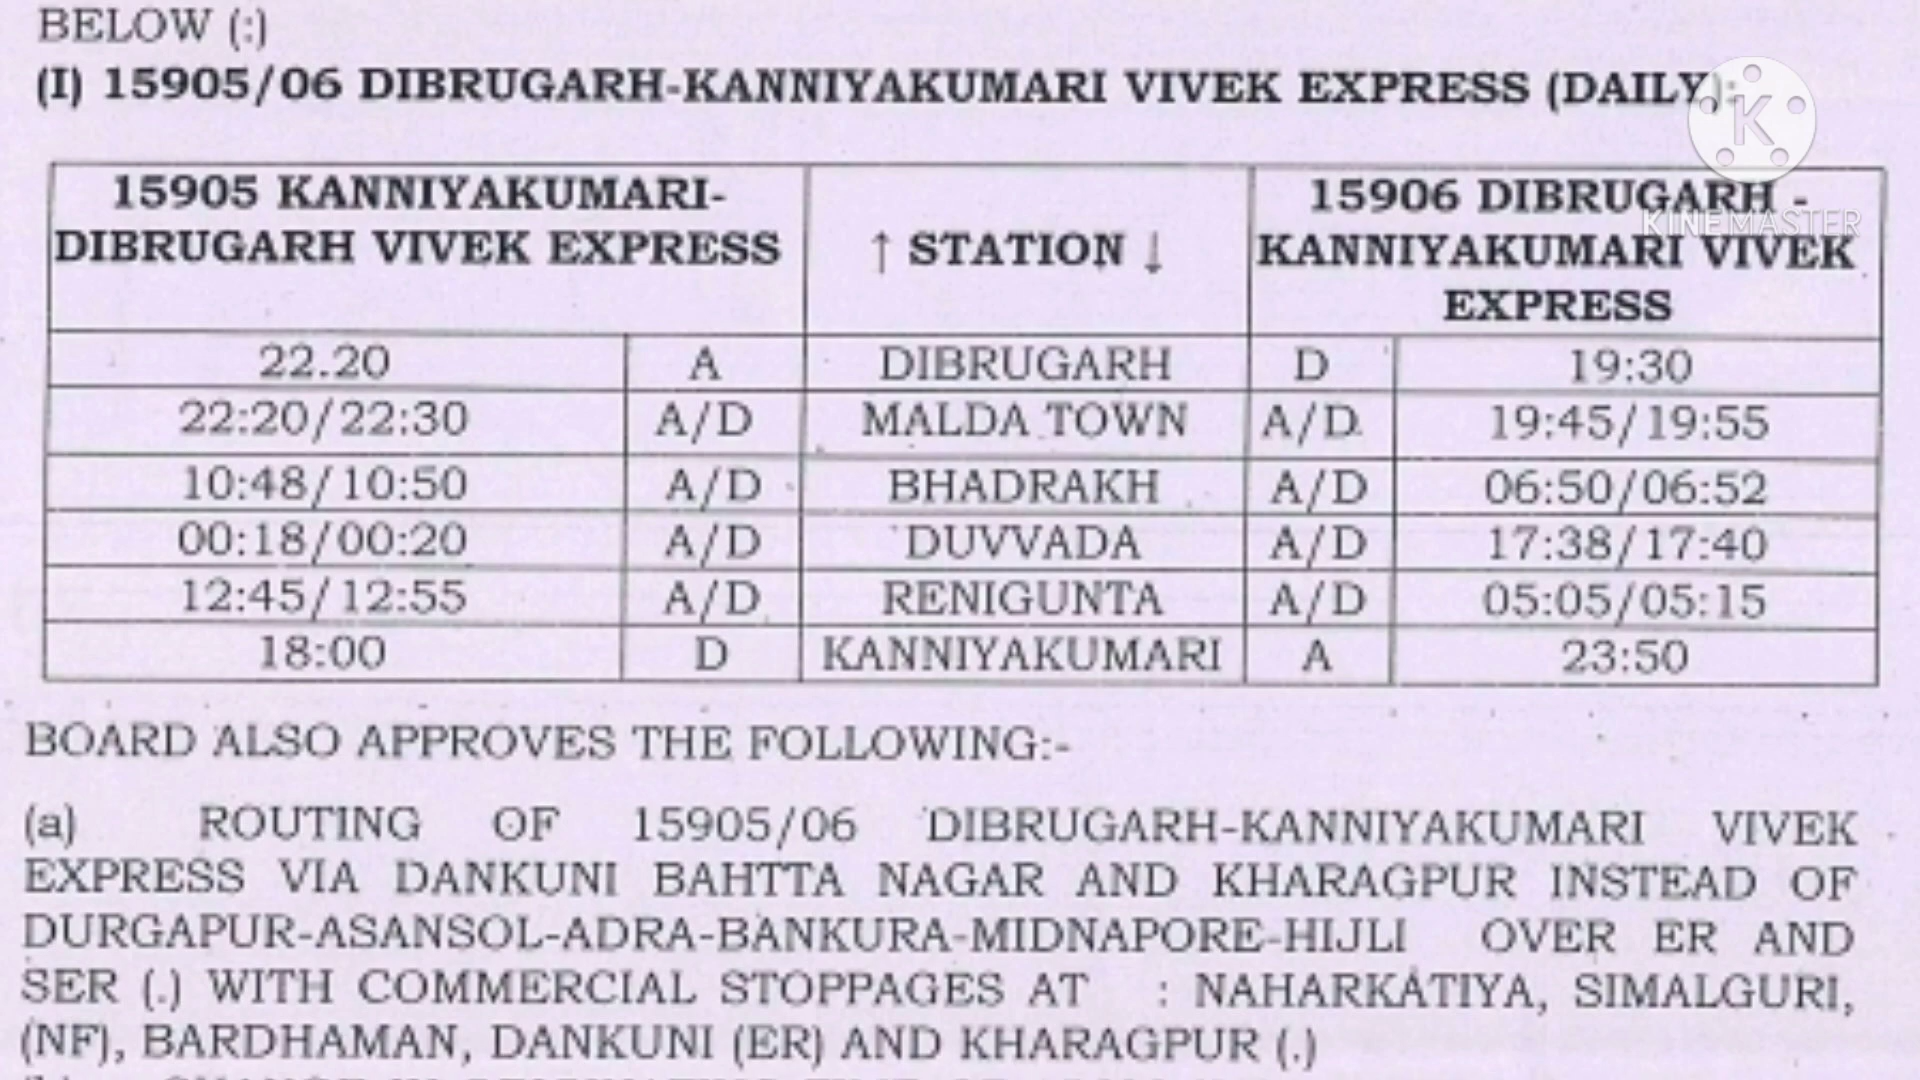 BELOW (:)
(I) 15905/06 DIBRUGARH-KANNIYAKUMARI VIVEK EXPRESS (DAILY):
K
KINEMASTER
15905 KANNIYAKUMARI-
DIBRUGARH VIVEK EXPRESS
↑ STATION ↓
15906 DIBRUGARH -
KANNIYAKUMARI VIVEK
EXPRESS
22.20 A DIBRUGARH D 19:30
22:20/22:30 A/D MALDA TOWN A/D 19:45/19:55
10:48/10:50 A/D BHADRAKH A/D 06:50/06:52
00:18/00:20 A/D DUVVADA A/D 17:38/17:40
12:45/12:55 A/D RENIGUNTA A/D 05:05/05:15
18:00 D KANNIYAKUMARI A 23:50
BOARD ALSO APPROVES THE FOLLOWING:-
(a) ROUTING OF 15905/06 DIBRUGARH-KANNIYAKUMARI VIVEK
EXPRESS VIA DANKUNI BAHTTA NAGAR AND KHARAGPUR INSTEAD OF
DURGAPUR-ASANSOL-ADRA-BANKURA-MIDNAPORE-HIJLI OVER ER AND
SER (.) WITH COMMERCIAL STOPPAGES AT : NAHARKATIYA, SIMALGURI,
(NF), BARDHAMAN, DANKUNI (ER) AND KHARAGPUR (.)